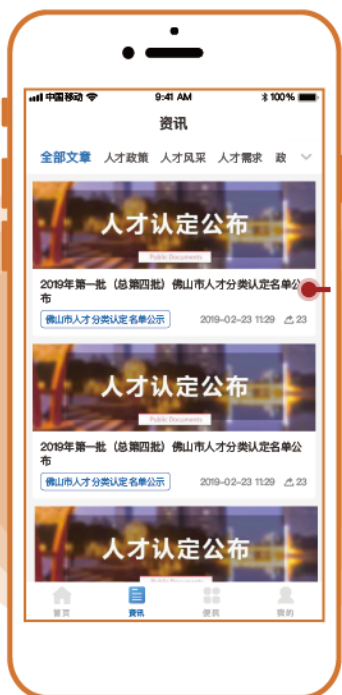 中国移动 9:41 AM 100%
资讯
全部文章 人才政策 人才风采 人才需求 政
人才认定公布
Public Documents
2019年第一批（总第四批）佛山市人才分类认定名单公
布
佛山市人才分类认定名单公示 2019-02-23 11:29 23
人才认定公布
Public Documents
2019年第一批（总第四批）佛山市人才分类认定名单公
布
佛山市人才分类认定名单公示 2019-02-23 11:29 23
人才认定公布
Public Documents
首页 资讯 便民 我的